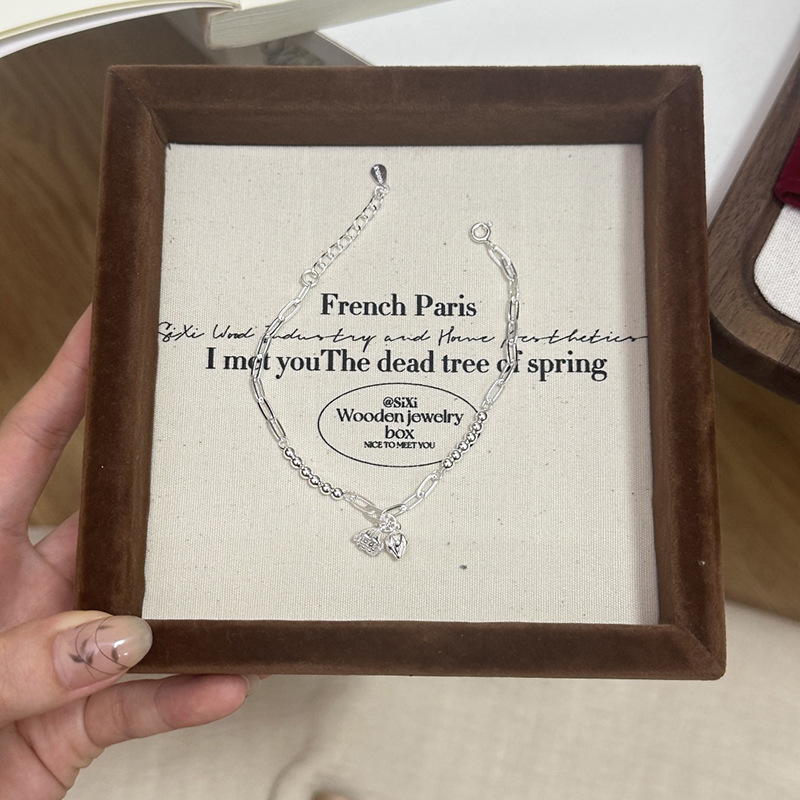 French Paris
SiXi Wood Industry and Home Aesthetics
I met youThe dead tree of spring
@SiXi
Wooden jewelry
box
NICE TO MEET YOU